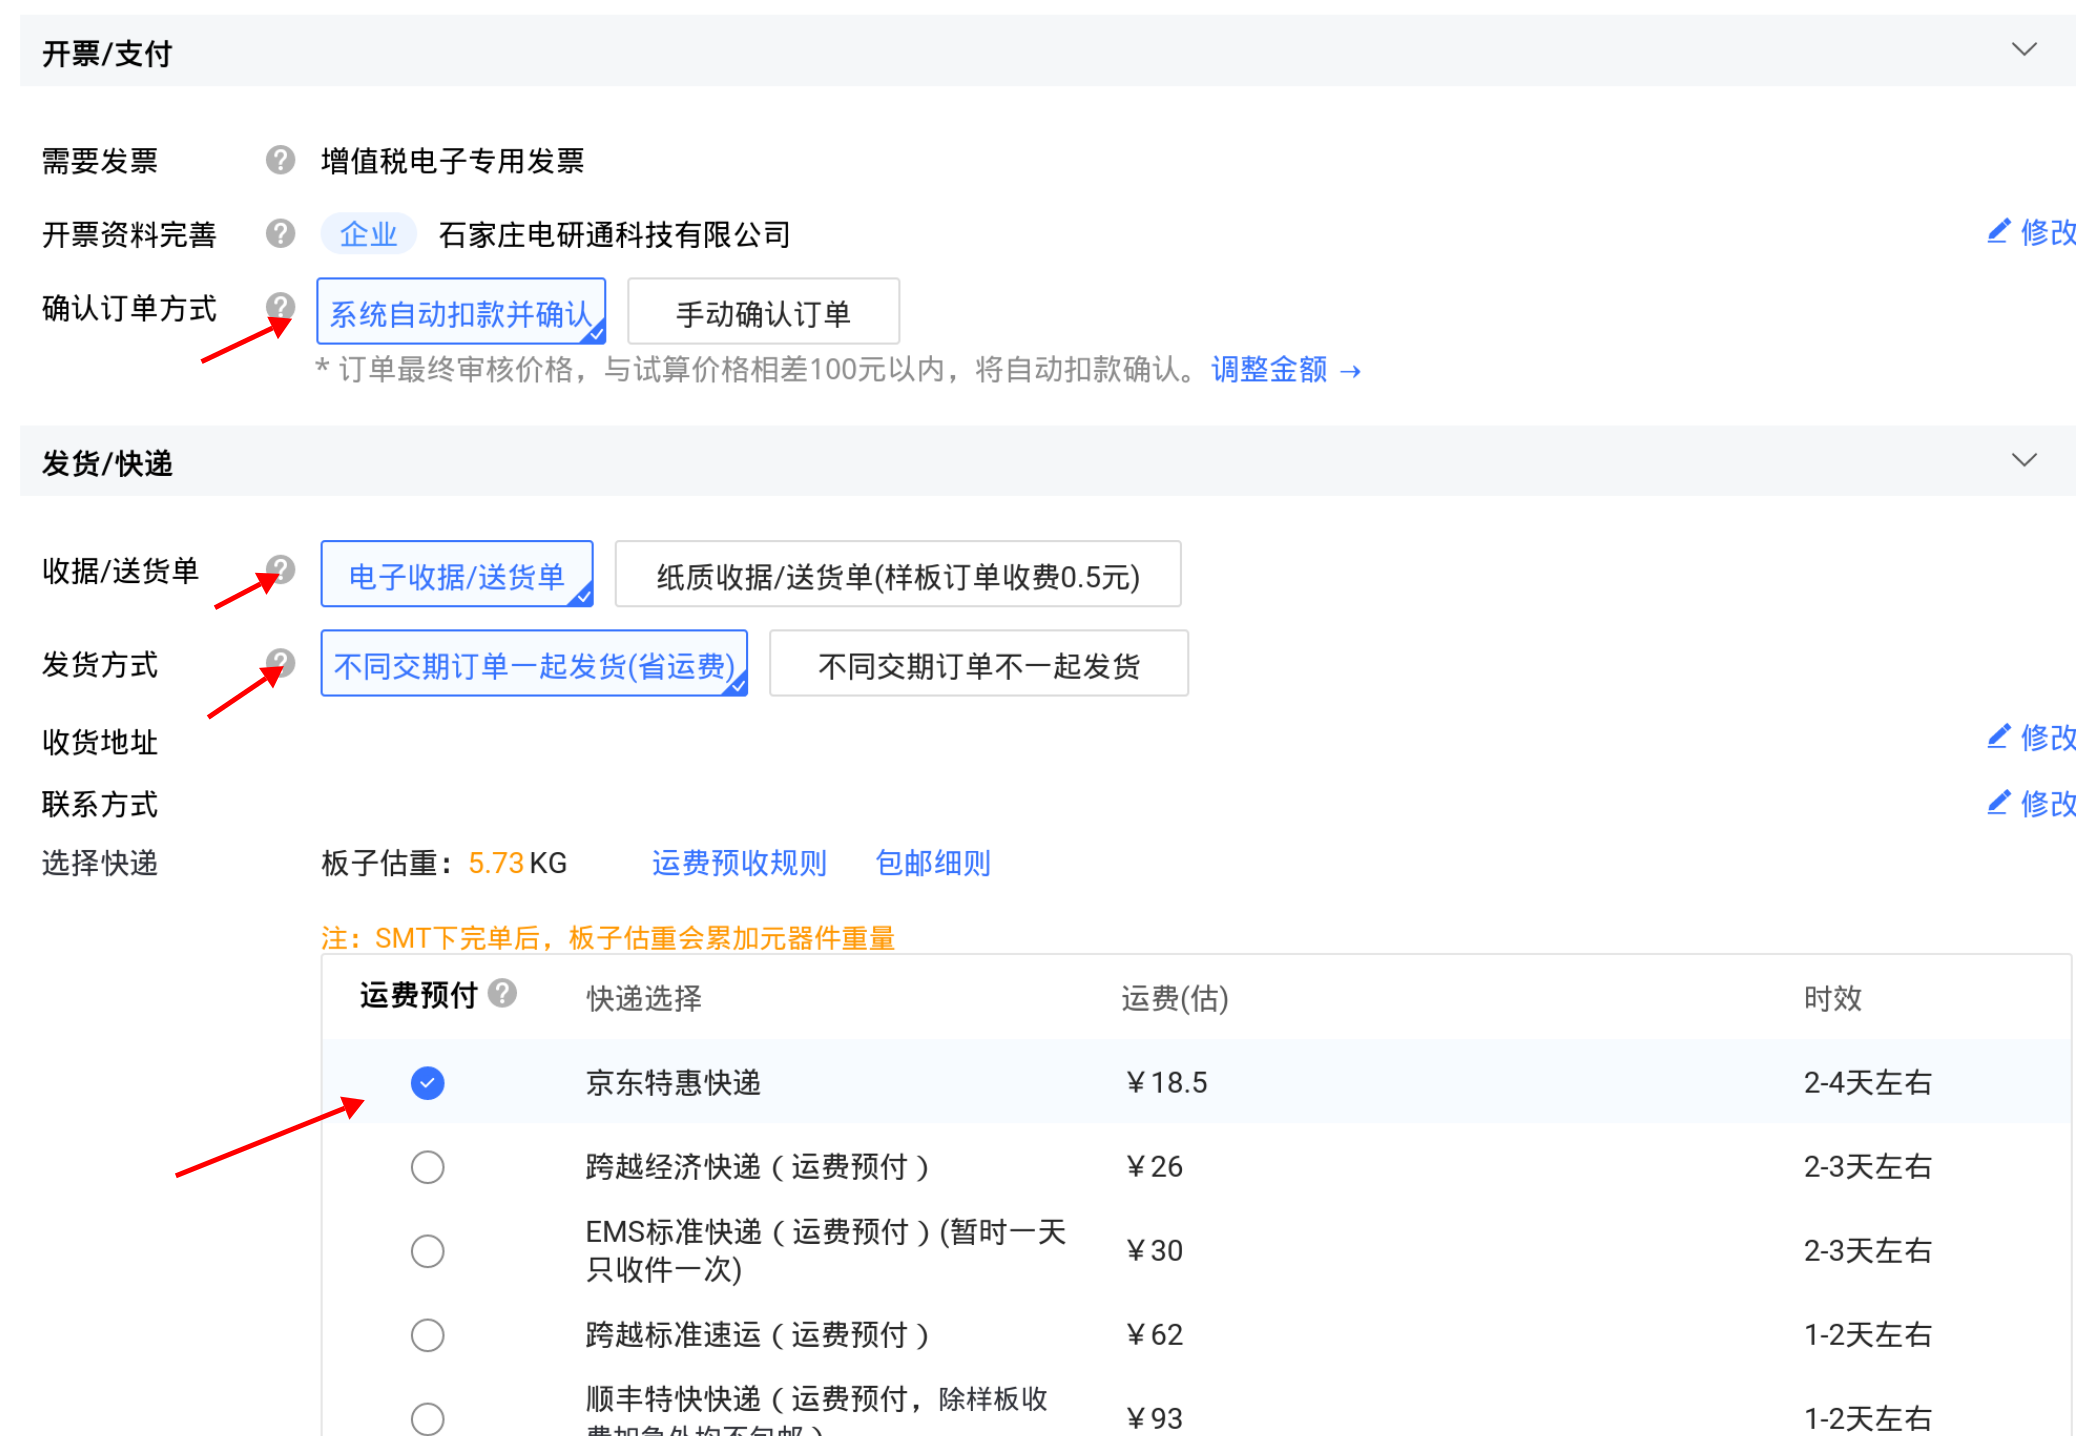 开票/支付
需要发票 增值税电子专用发票
开票资料完善 企业 石家庄电研通科技有限公司 修改
确认订单方式 系统自动扣款并确认 手动确认订单
* 订单最终审核价格，与试算价格相差100元以内，将自动扣款确认。 调整金额 →
发货/快递
收据/送货单 电子收据/送货单 纸质收据/送货单(样板订单收费0.5元)
发货方式 不同交期订单一起发货(省运费) 不同交期订单不一起发货
收货地址 修改
联系方式 修改
选择快递 板子估重：5.73KG 运费预收规则 包邮细则
注：SMT下完单后，板子估重会累加元器件重量
运费预付 快递选择 运费(估) 时效
京东特惠快递 ￥18.5 2-4天左右
跨越经济快递（运费预付） ￥26 2-3天左右
EMS标准快递（运费预付）(暂时一天
只收件一次) ￥30 2-3天左右
跨越标准速运（运费预付） ￥62 1-2天左右
顺丰特快快递（运费预付，除样板收
费加急外均不包邮） ￥93 1-2天左右